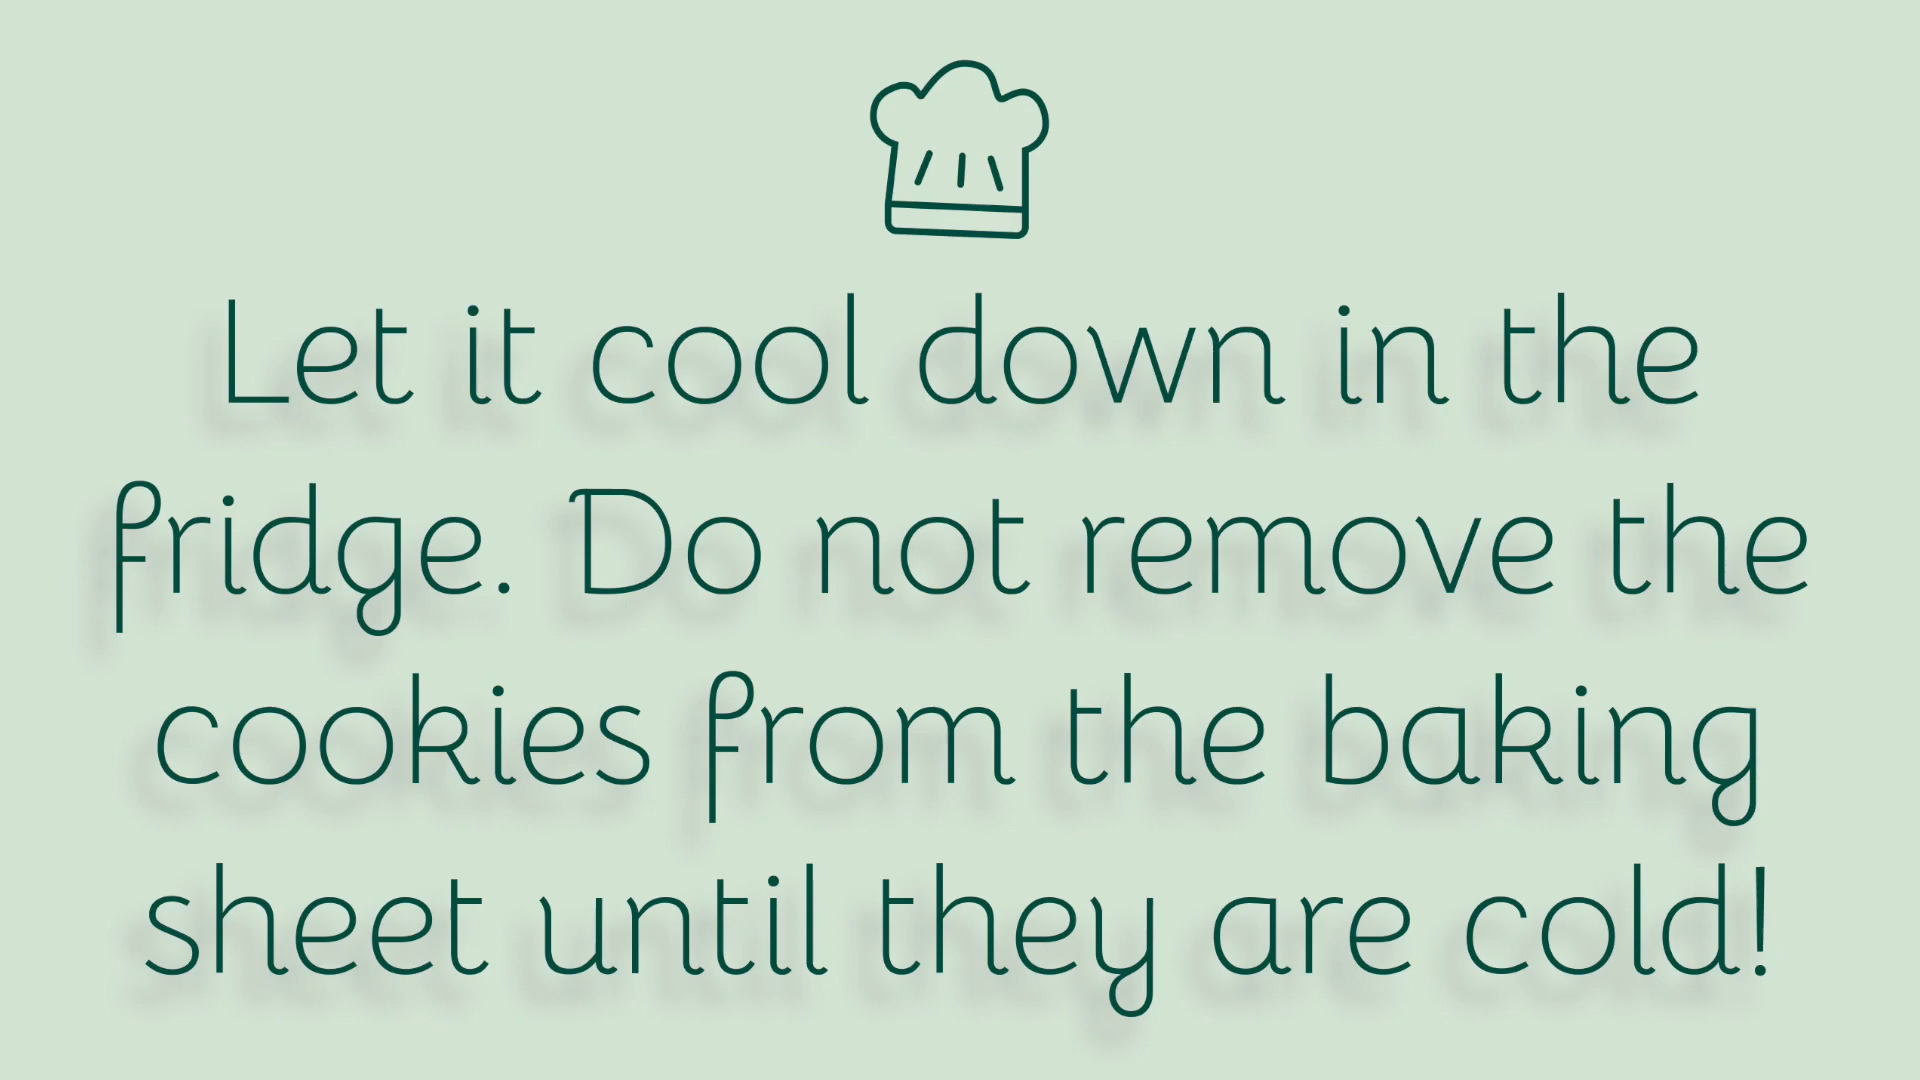 Let it cool down in the
fridge. Do not remove the
cookies from the baking
sheet until they are cold!